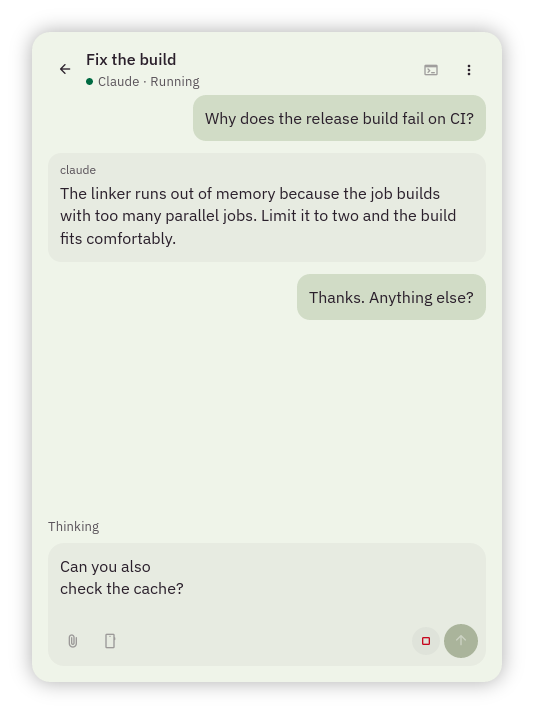 Fix the build
Claude · Running
Why does the release build fail on CI?
claude
The linker runs out of memory because the job builds
with too many parallel jobs. Limit it to two and the build
fits comfortably.
Thanks. Anything else?
Thinking
Can you also
check the cache?